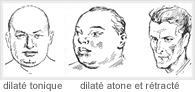 dilaté tonique
dilaté atone et rétracté